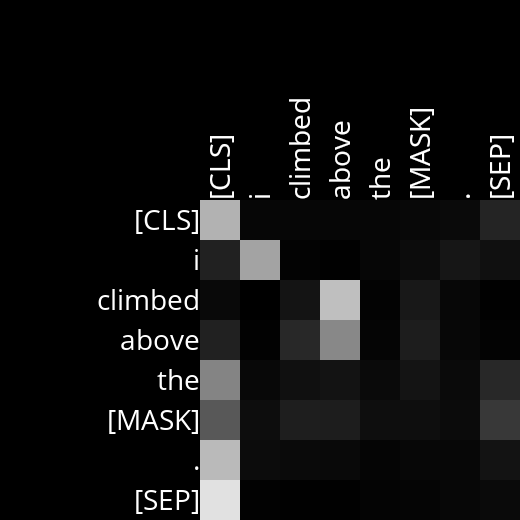 [CLS] i climbed above the [MASK] . [SEP]
[CLS]
i
climbed
above
the
[MASK]
.
[SEP]